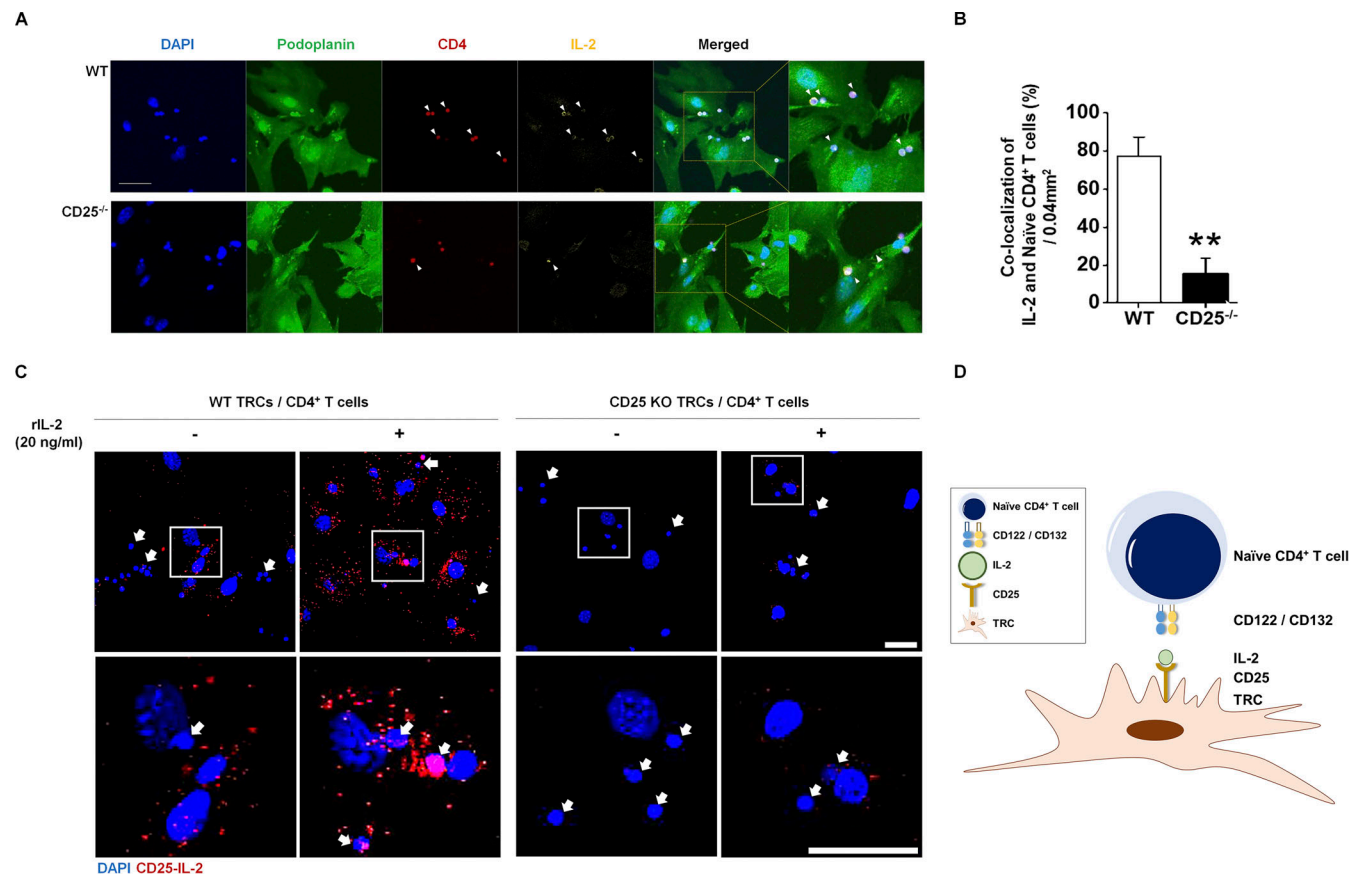 A
DAPI
Podoplanin
CD4
IL-2
Merged
WT
CD25-/-
B
Co-localization of
IL-2 and Naïve CD4+ T cells (%)
/ 0.04mm2
100
80
60
40
20
0
**
WT
CD25-/-
C
WT TRCs / CD4+ T cells
CD25 KO TRCs / CD4+ T cells
rIL-2
(20 ng/ml)
-
+
-
+
DAPI CD25-IL-2
D
Naïve CD4+ T cell
CD122 / CD132
IL-2
CD25
TRC
Naïve CD4+ T cell
CD122 / CD132
IL-2
CD25
TRC